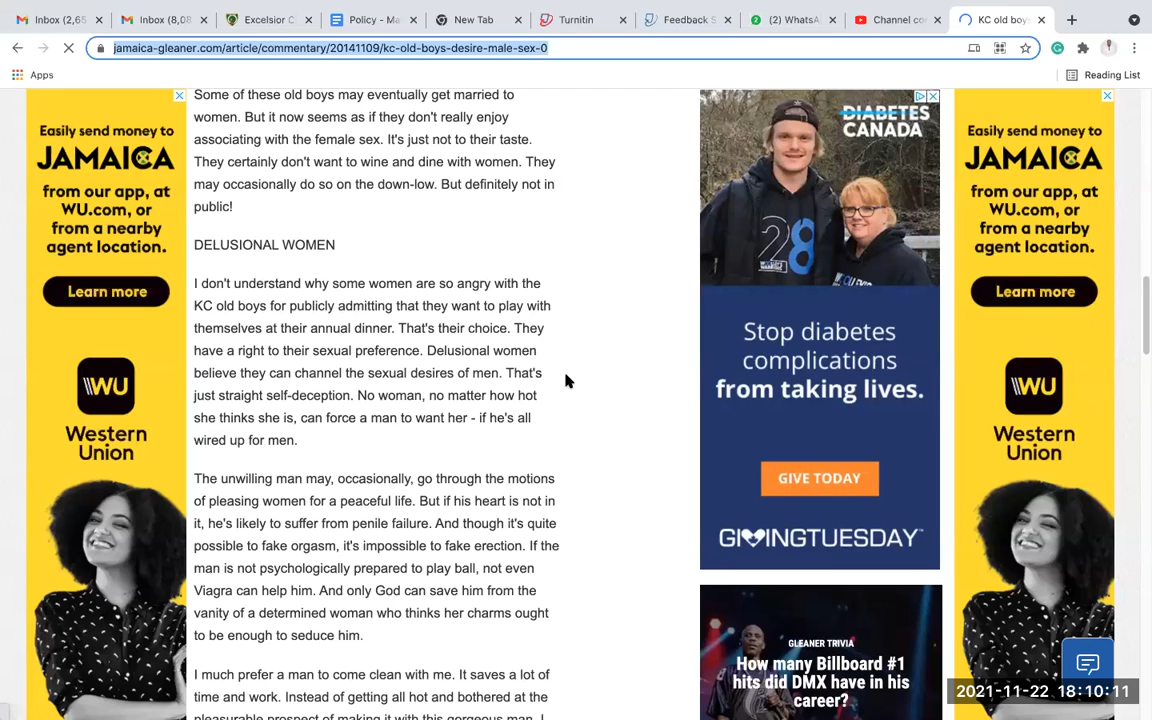 M Inbox (2,65
M Inbox (8,08
Excelsior C
Policy - Ma
New Tab
Turnitin
Feedback S
(2) WhatsA
Channel co
KC old boy
jamaica-gleaner.com/article/commentary/20141109/kc-old-boys-desire-male-sex-0
Apps
Reading List
Easily send money to
JAMAICA
from our app, at
WU.com, or
from a nearby
agent location.
Learn more
WU
Western
Union
Some of these old boys may eventually get married to
women. But it now seems as if they don't really enjoy
associating with the female sex. It's just not to their taste.
They certainly don't want to wine and dine with women. They
may occasionally do so on the down-low. But definitely not in
public!
DELUSIONAL WOMEN
I don't understand why some women are so angry with the
KC old boys for publicly admitting that they want to play with
themselves at their annual dinner. That's their choice. They
have a right to their sexual preference. Delusional women
believe they can channel the sexual desires of men. That's
just straight self-deception. No woman, no matter how hot
she thinks she is, can force a man to want her - if he's all
wired up for men.
The unwilling man may, occasionally, go through the motions
of pleasing women for a peaceful life. But if his heart is not in
it, he's likely to suffer from penile failure. And though it's quite
possible to fake orgasm, it's impossible to fake erection. If the
man is not psychologically prepared to play ball, not even
Viagra can help him. And only God can save him from the
vanity of a determined woman who thinks her charms ought
to be enough to seduce him.
I much prefer a man to come clean with me. It saves a lot of
time and work. Instead of getting all hot and bothered at the
pleasurable prospect of making it with this gorgeous man, I
DIABETES
CANADA
28
Stop diabetes
complications
from taking lives.
GIVE TODAY
GIVINGTUESDAY
GLEANER TRIVIA
How many Billboard #1
hits did DMX have in his
career?
Easily send money to
JAMAICA
from our app, at
WU.com, or
from a nearby
agent location.
Learn more
WU
Western
Union
2021-11-22 18:10:11